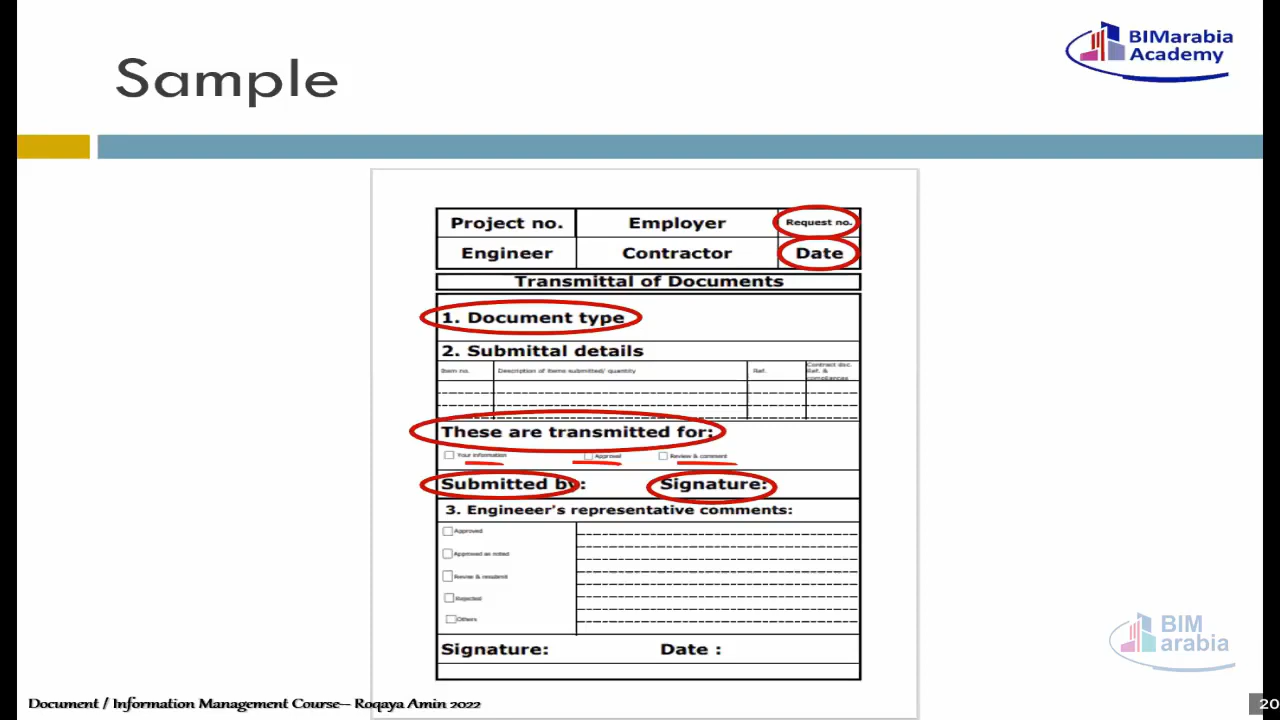 Sample
BIMarabia
Academy
Project no. Employer Request no.
Engineer Contractor Date
Transmittal of Documents
1. Document type
2. Submittal details
Item no. Description of items submitted/ quantity Ref. Contract doc.
Ref. &
compliances
These are transmitted for:
Your information Approval Review & comment
Submitted by: Signature:
3. Engineeer's representative comments:
Approved
Approved as noted
Revise & resubmit
Rejected
Others
Signature: Date :
BIM
arabia
Document / Information Management Course-- Roqaya Amin 2022
20